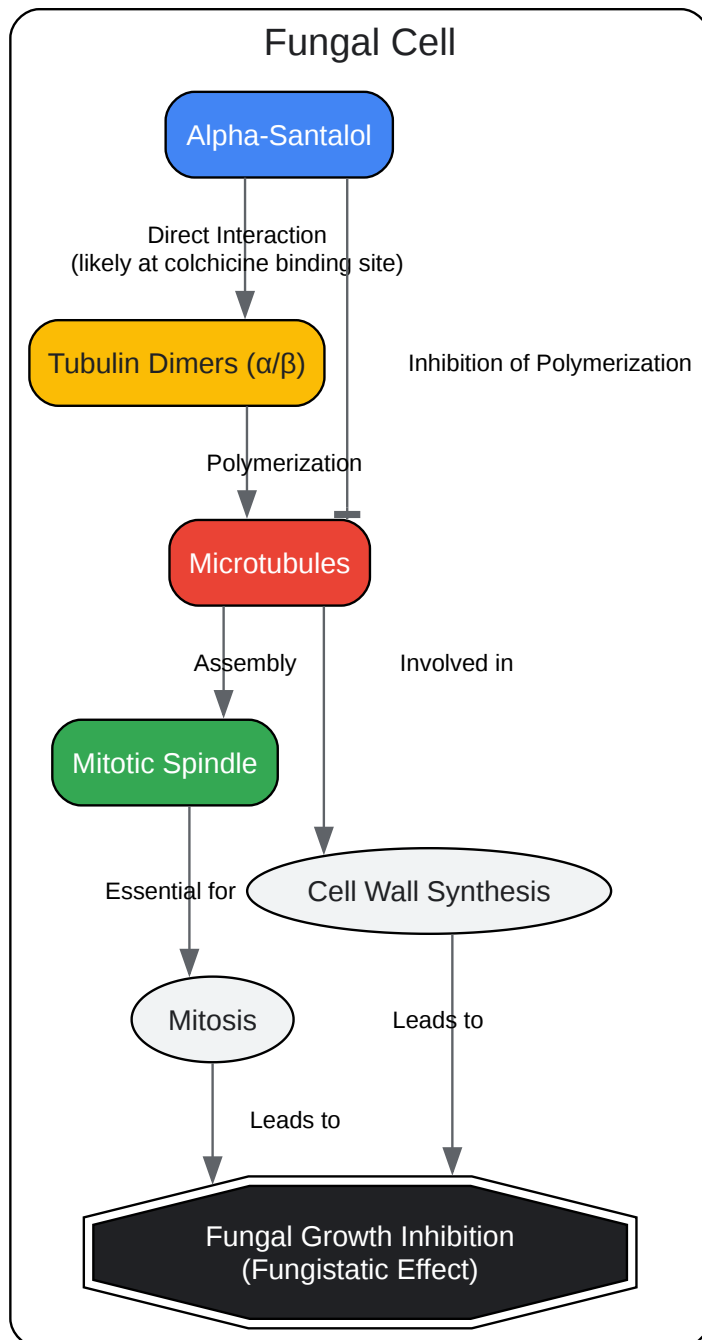 Fungal Cell
Alpha-Santalol
Direct Interaction
(likely at colchicine binding site)
Tubulin Dimers (α/β)
Inhibition of Polymerization
Polymerization
Microtubules
Assembly
Involved in
Mitotic Spindle
Essential for
Cell Wall Synthesis
Mitosis
Leads to
Leads to
Fungal Growth Inhibition
(Fungistatic Effect)